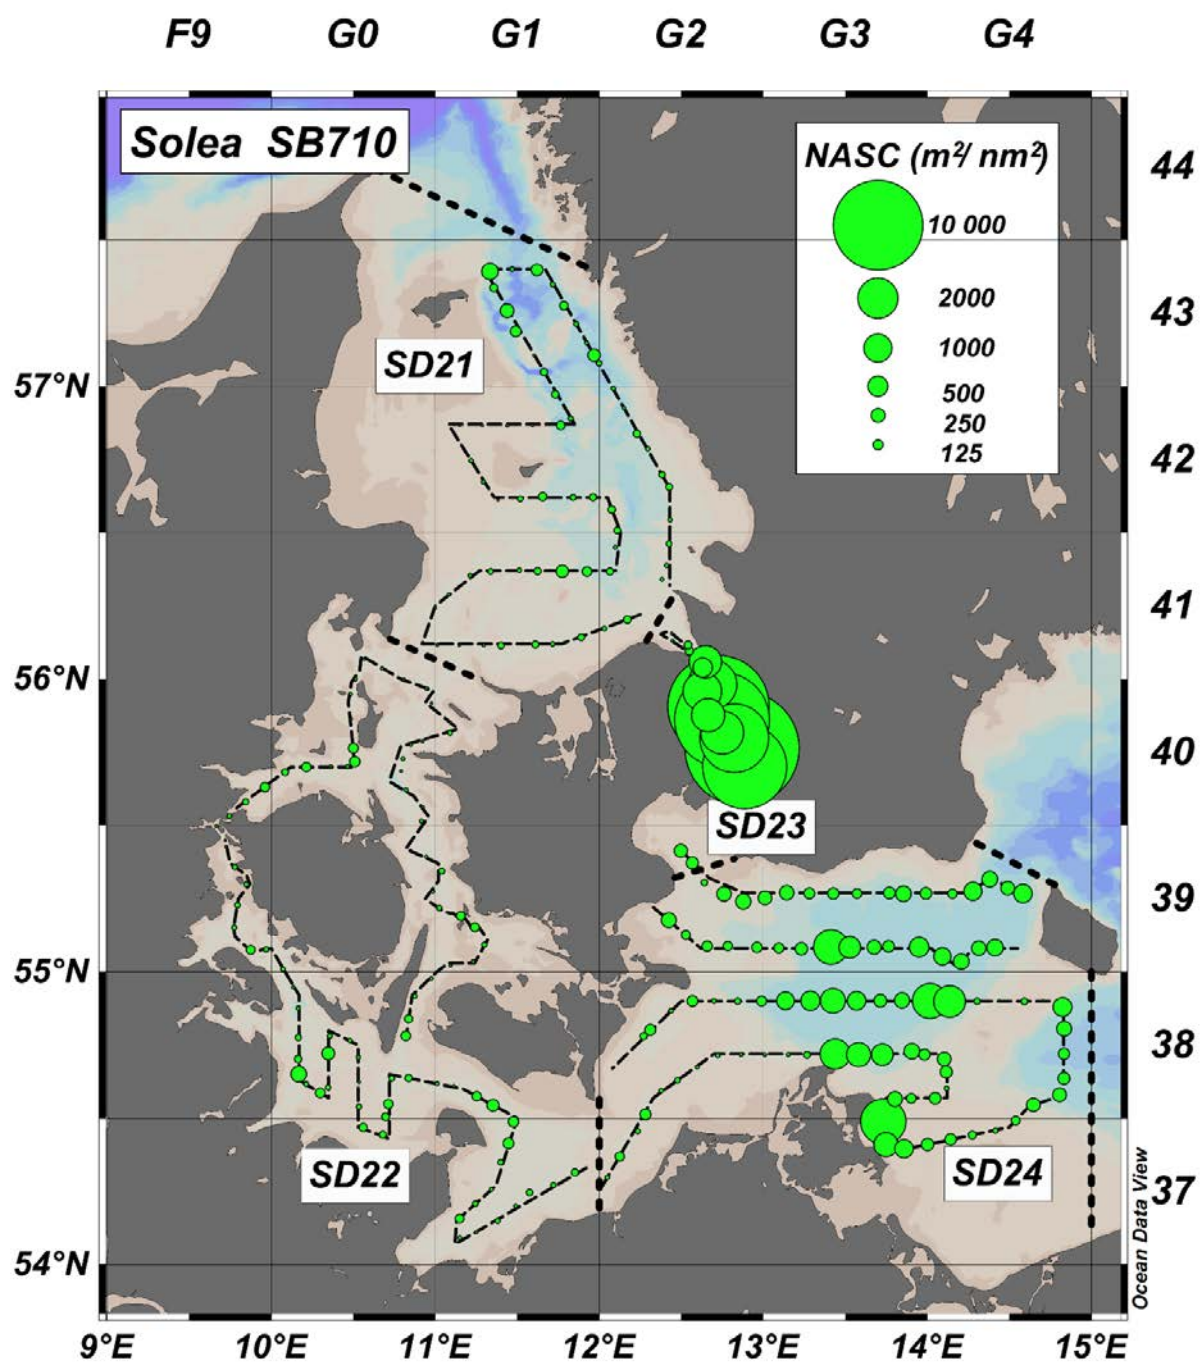 F9 G0 G1 G2 G3 G4
Solea SB710
NASC (m²/ nm²)
10 000
2000
1000
500
250
125
44
43
42
41
40
39
38
37
SD21
SD23
SD22
SD24
57°N
56°N
55°N
54°N
Ocean Data View
9°E 10°E 11°E 12°E 13°E 14°E 15°E